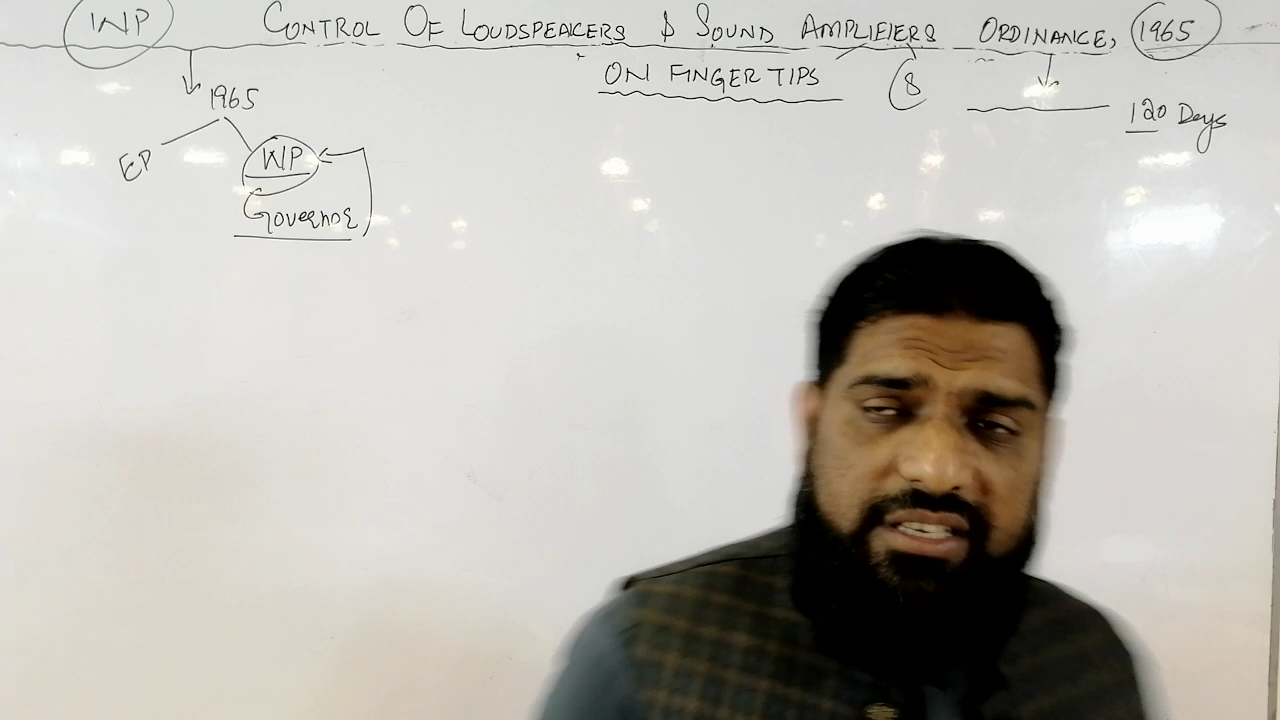 WP CONTROL OF LOUDSPEAKERS & SOUND AMPLIFIERS ORDINANCE, 1965
ON FINGER TIPS (8
120 Days
1965
EP WP
Governor